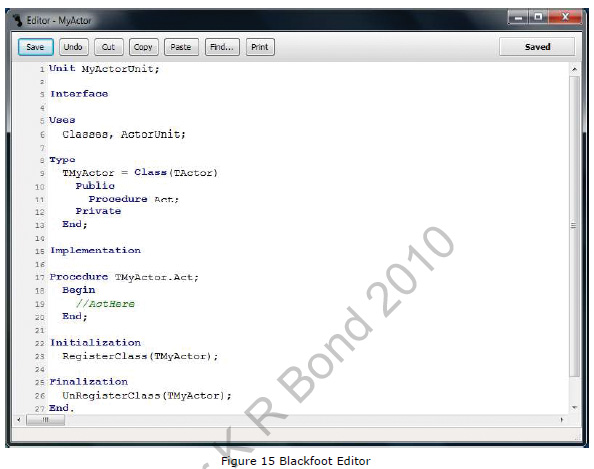 Editor - MyActor
Save Undo Cut Copy Paste Find... Print Saved
1 Unit MyActorUnit;
2
3 Interface
4
5 Uses
6 Classes, ActorUnit;
7
8 Type
9 TMyActor = Class(TActor)
10 Public
11 Procedure Act;
12 Private
13 End;
14
15 Implementation
16
17 Procedure TMyActor.Act;
18 Begin
19 //ActHere
20 End;
21
22 Initialization
23 RegisterClass(TMyActor);
24
25 Finalization
26 UnRegisterClass(TMyActor);
27 End.
K R Bond 2010
Figure 15 Blackfoot Editor